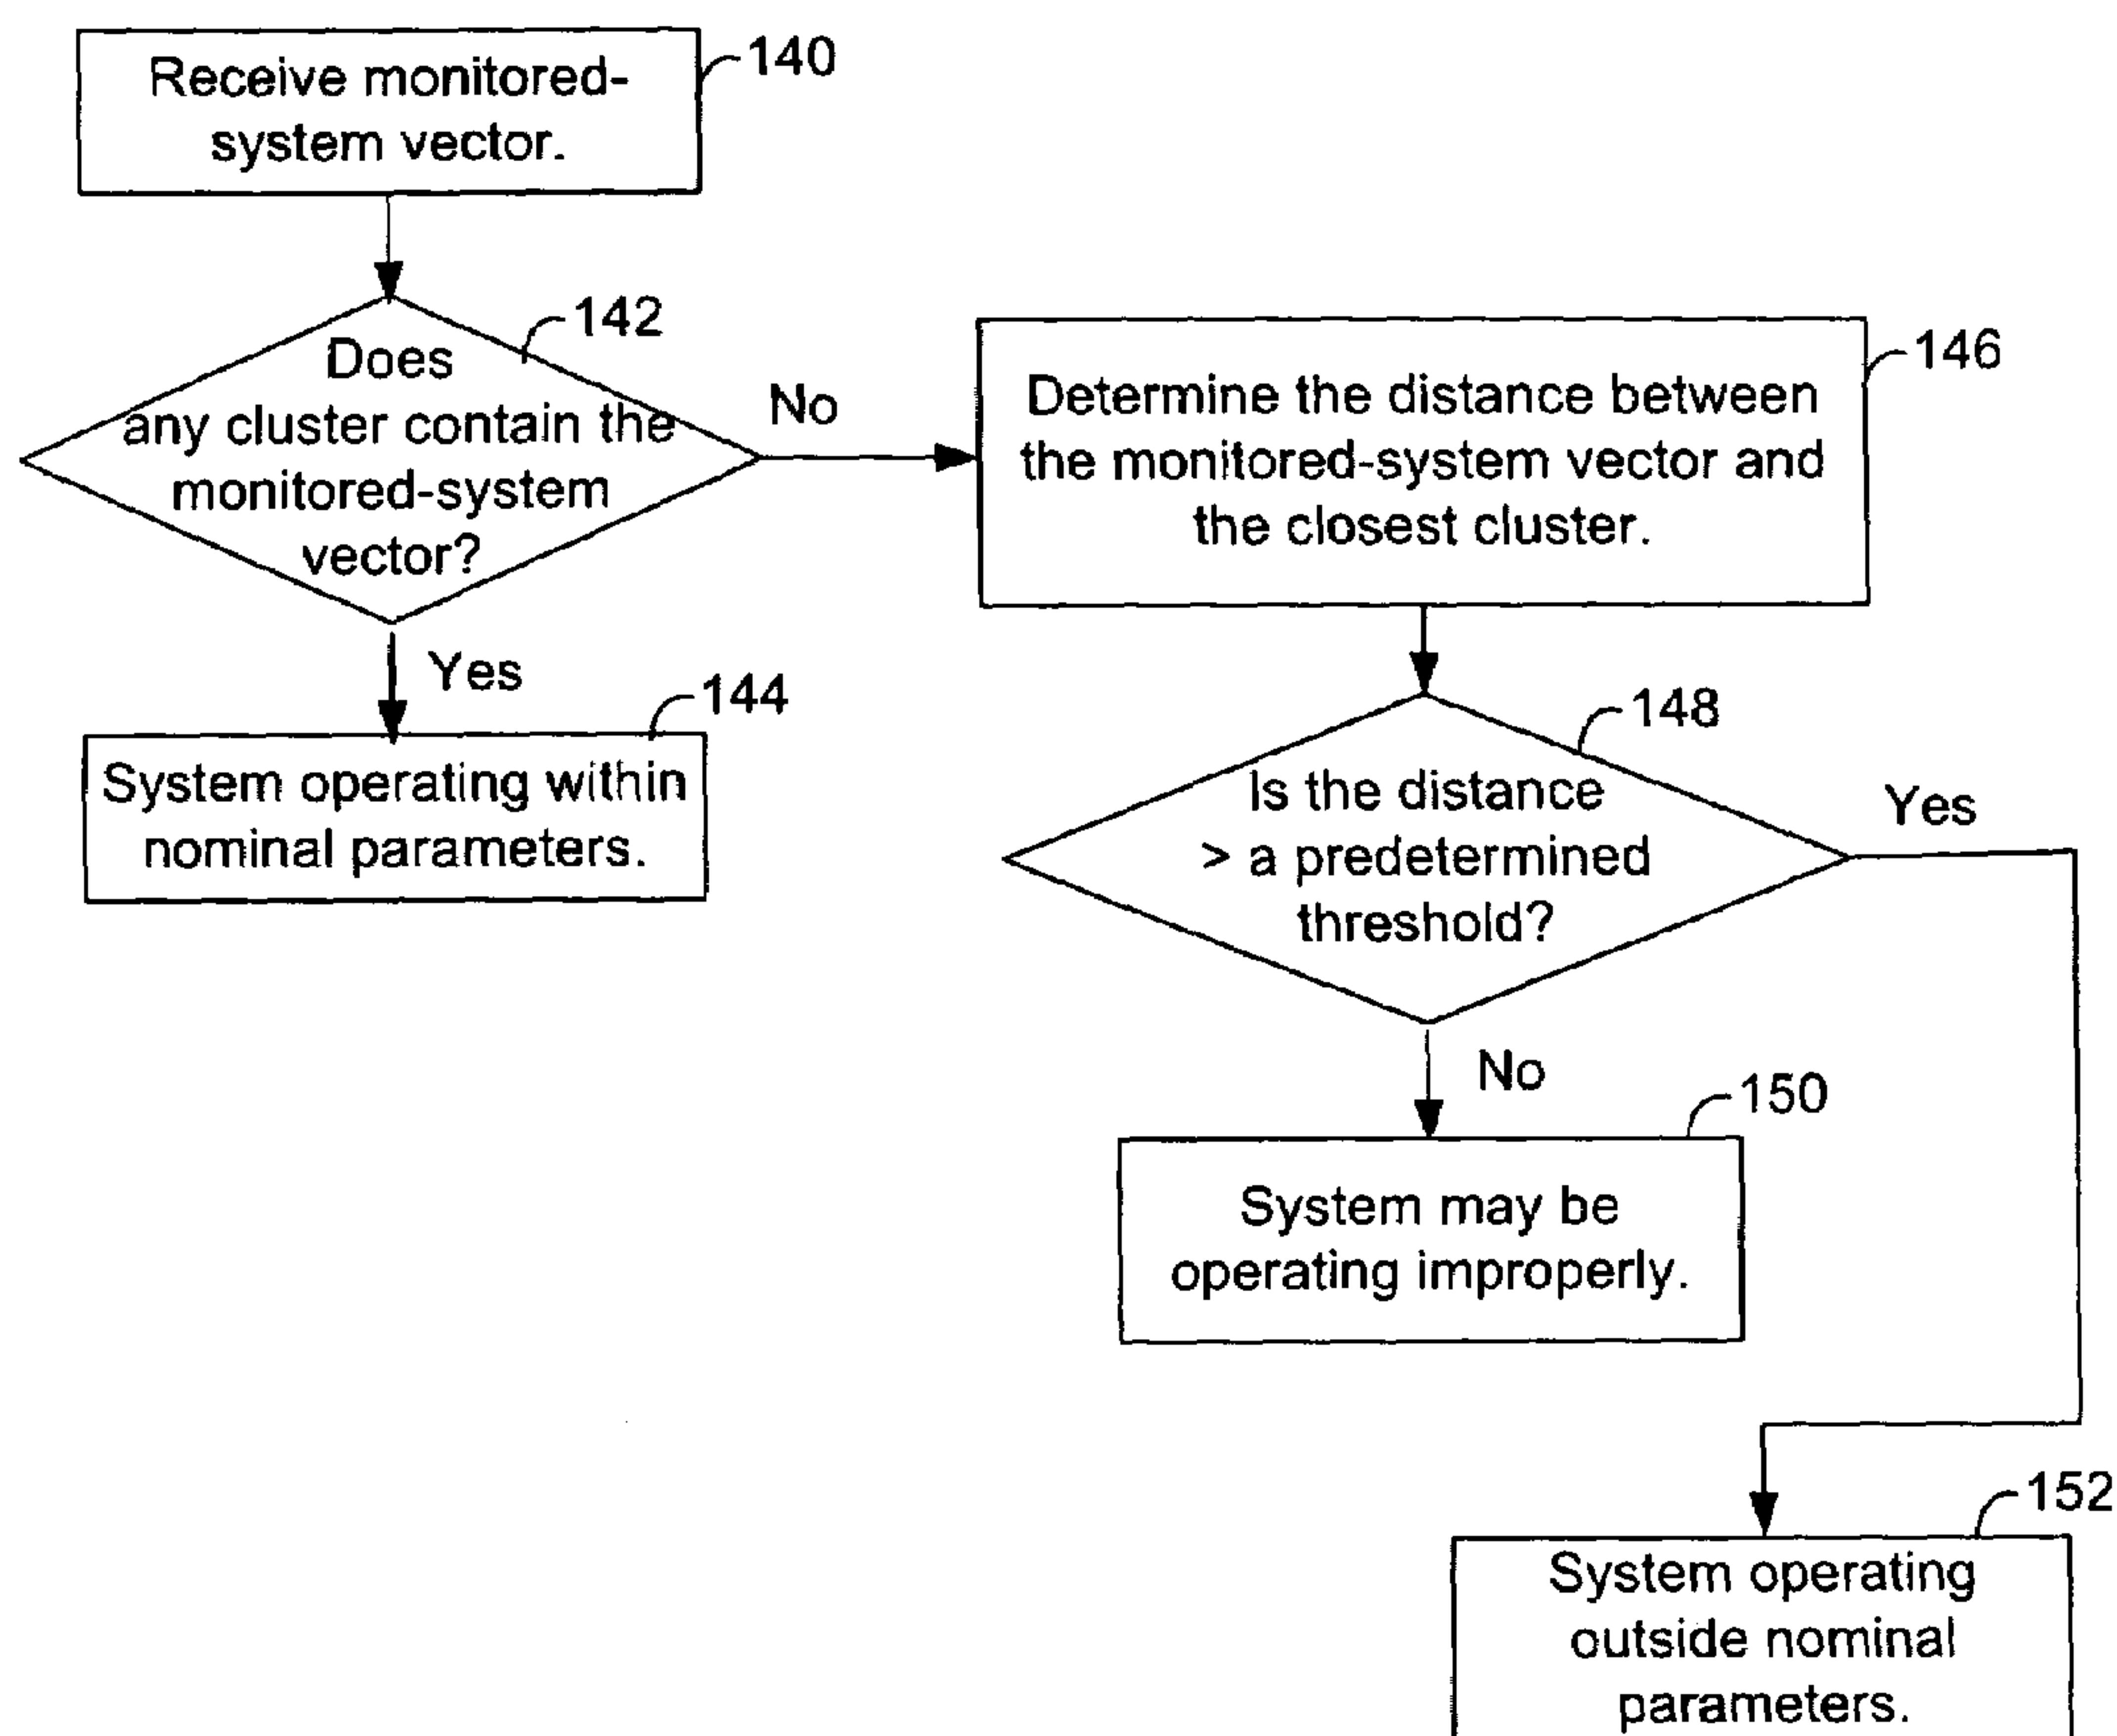 Receive monitored-
system vector.
140
Does
any cluster contain the
monitored-system
vector?
142
No
Yes
System operating within
nominal parameters.
144
Determine the distance between
the monitored-system vector and
the closest cluster.
146
Is the distance
> a predetermined
threshold?
148
Yes
No
System may be
operating improperly.
150
System operating
outside nominal
parameters.
152